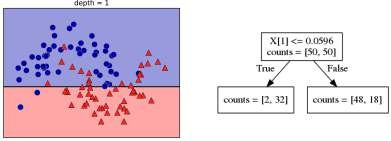 depth = 1
X[1] <= 0.0596
counts = [50, 50]
True
False
counts = [2, 32]
counts = [48, 18]